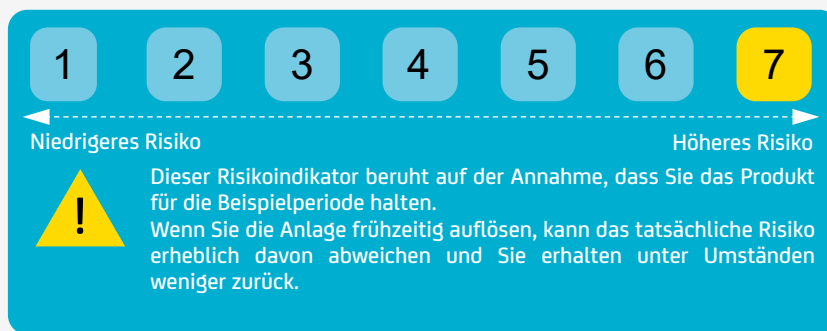 1 2 3 4 5 6 7
Niedrigeres Risiko Höheres Risiko
!
Dieser Risikoindikator beruht auf der Annahme, dass Sie das Produkt
für die Beispielperiode halten.
Wenn Sie die Anlage frühzeitig auflösen, kann das tatsächliche Risiko
erheblich davon abweichen und Sie erhalten unter Umständen
weniger zurück.